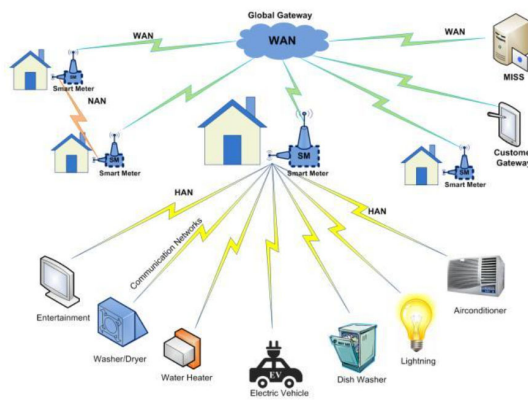 Global Gateway
WAN
WAN
WAN
MISS
SM
Smart Meter
NAN
SM
Smart Meter
SM
Smart Meter
SM
Smart Meter
Custome
Gateway
HAN
HAN
Communication Networks
Entertainment
Washer/Dryer
Water Heater
EV
Electric Vehicle
Dish Washer
Lightning
Airconditioner